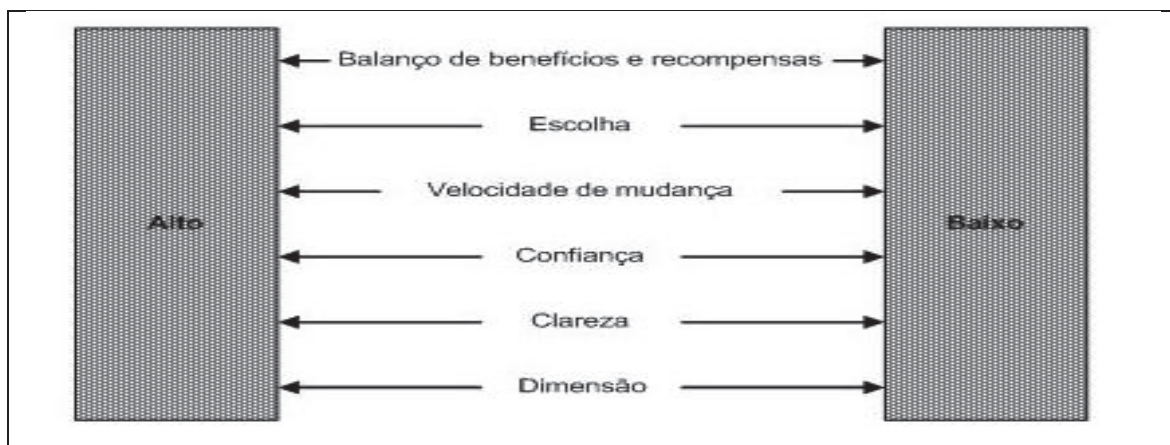 Balanço de benefícios e recompensas
Escolha
Velocidade de mudança
Alto
Baixo
Confiança
Clareza
Dimensão